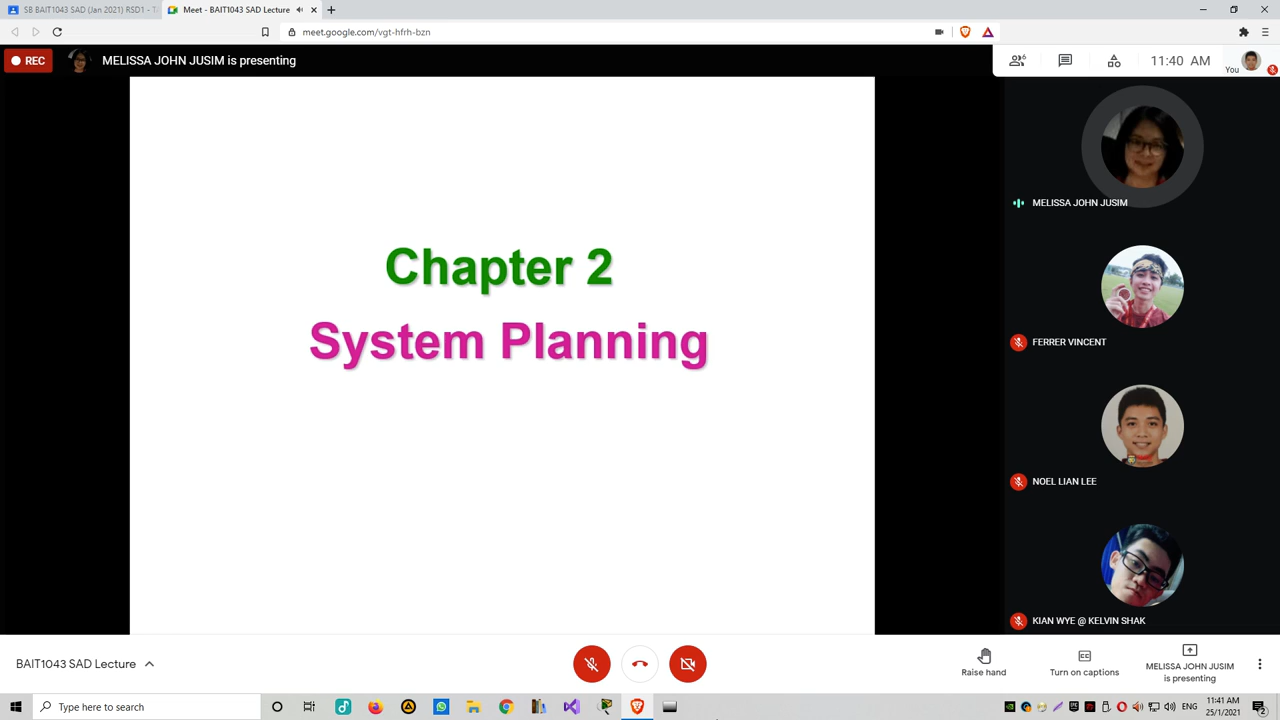 SB BAIT1043 SAD (Jan 2021) RSD1 - T
Meet - BAIT1043 SAD Lecture
meet.google.com/vgt-hfrh-bzn
REC
MELISSA JOHN JUSIM is presenting
6
11:40 AM
You
Chapter 2
System Planning
MELISSA JOHN JUSIM
FERRER VINCENT
NOEL LIAN LEE
KIAN WYE @ KELVIN SHAK
BAIT1043 SAD Lecture
Raise hand
Turn on captions
MELISSA JOHN JUSIM
is presenting
Type here to search
ENG
11:41 AM
25/1/2021
2